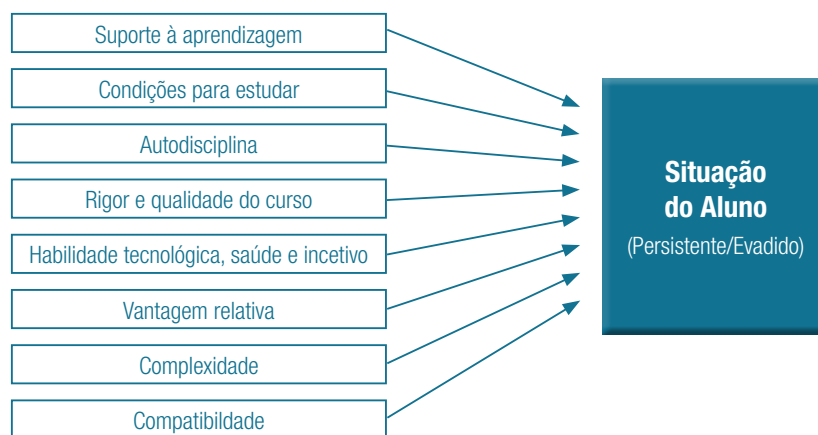 Suporte à aprendizagem
Condições para estudar
Autodisciplina
Rigor e qualidade do curso
Habilidade tecnológica, saúde e incetivo
Vantagem relativa
Complexidade
Compatibildade
Situação
do Aluno
(Persistente/Evadido)